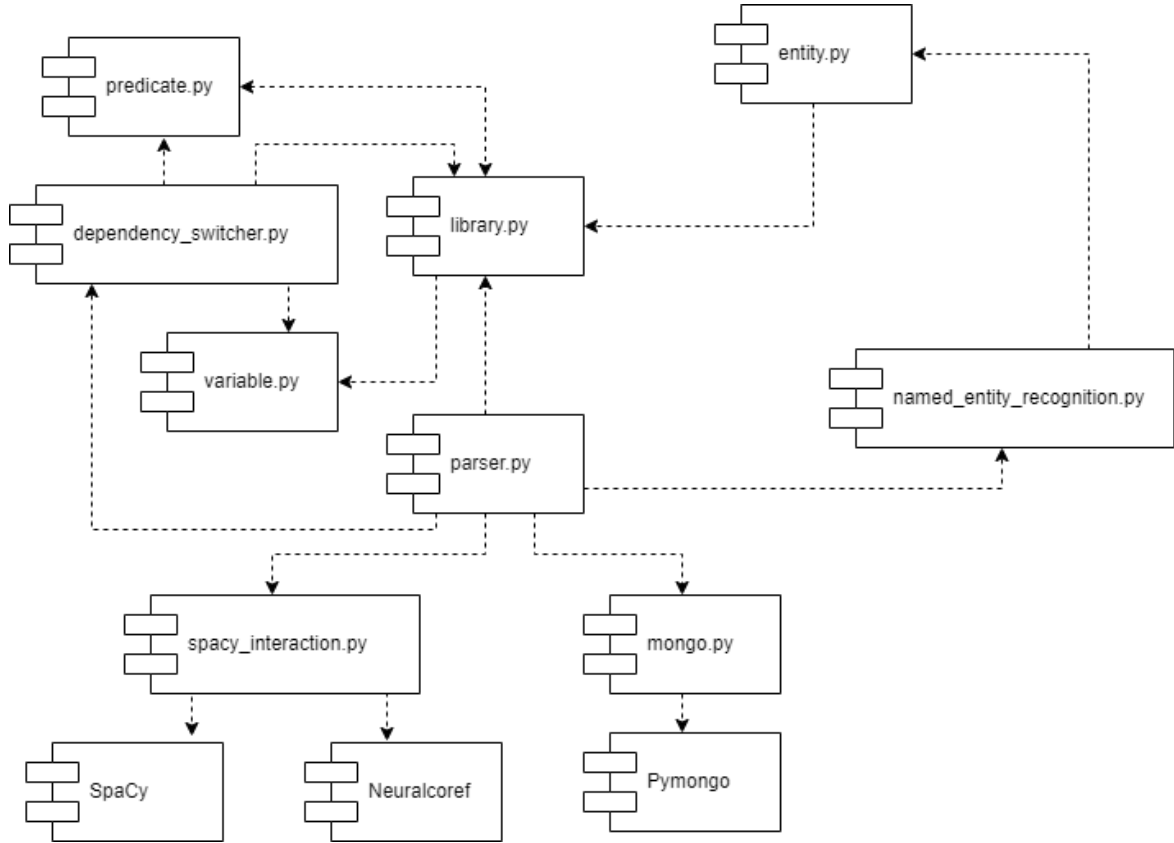 entity.py
predicate.py
library.py
dependency_switcher.py
variable.py
named_entity_recognition.py
parser.py
spacy_interaction.py
mongo.py
SpaCy
Neuralcoref
Pymongo